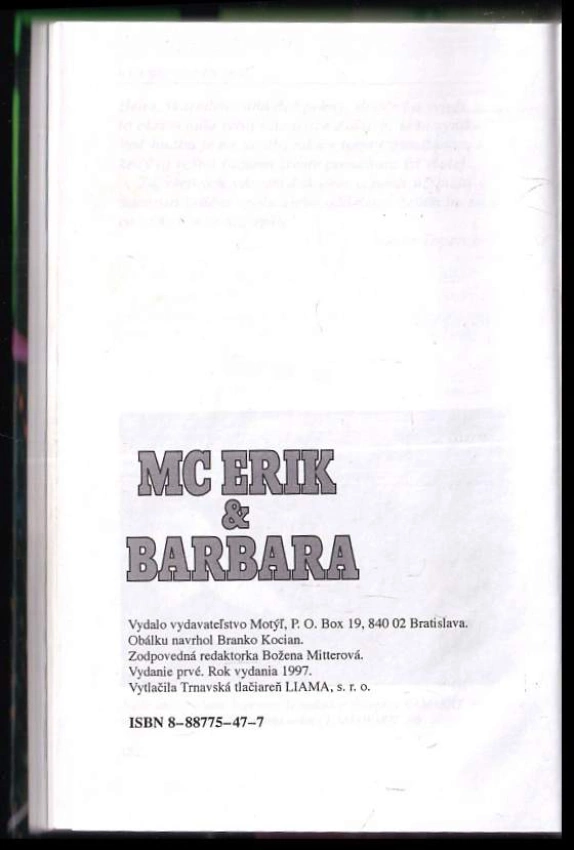 MC ERIK
&
BARBARA
Vydalo vydavateľstvo Motýľ, P. O. Box 19, 840 02 Bratislava.
Obálku navrhol Branko Kocian.
Zodpovedná redaktorka Božena Mitterová.
Vydanie prvé. Rok vydania 1997.
Vytlačila Trnavská tlačiareň LIAMA, s. r. o.
ISBN 8–88775–47–7